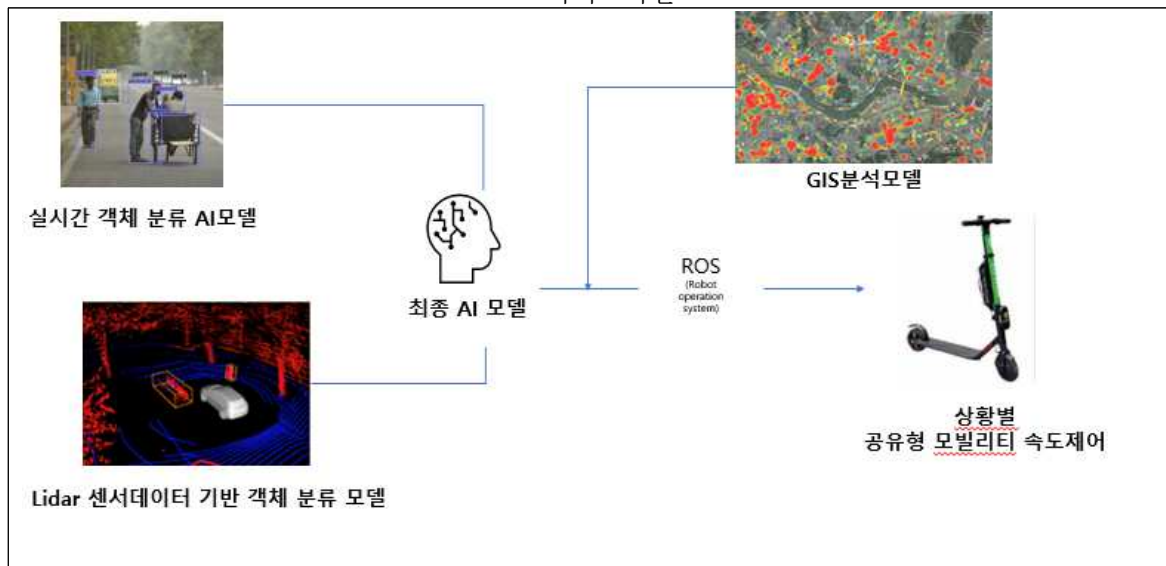 실시간 객체 분류 AI모델
GIS분석모델
최종 AI 모델
ROS
(Robot
operation
system)
Lidar 센서데이터 기반 객체 분류 모델
상황별
공유형 모빌리티 속도제어